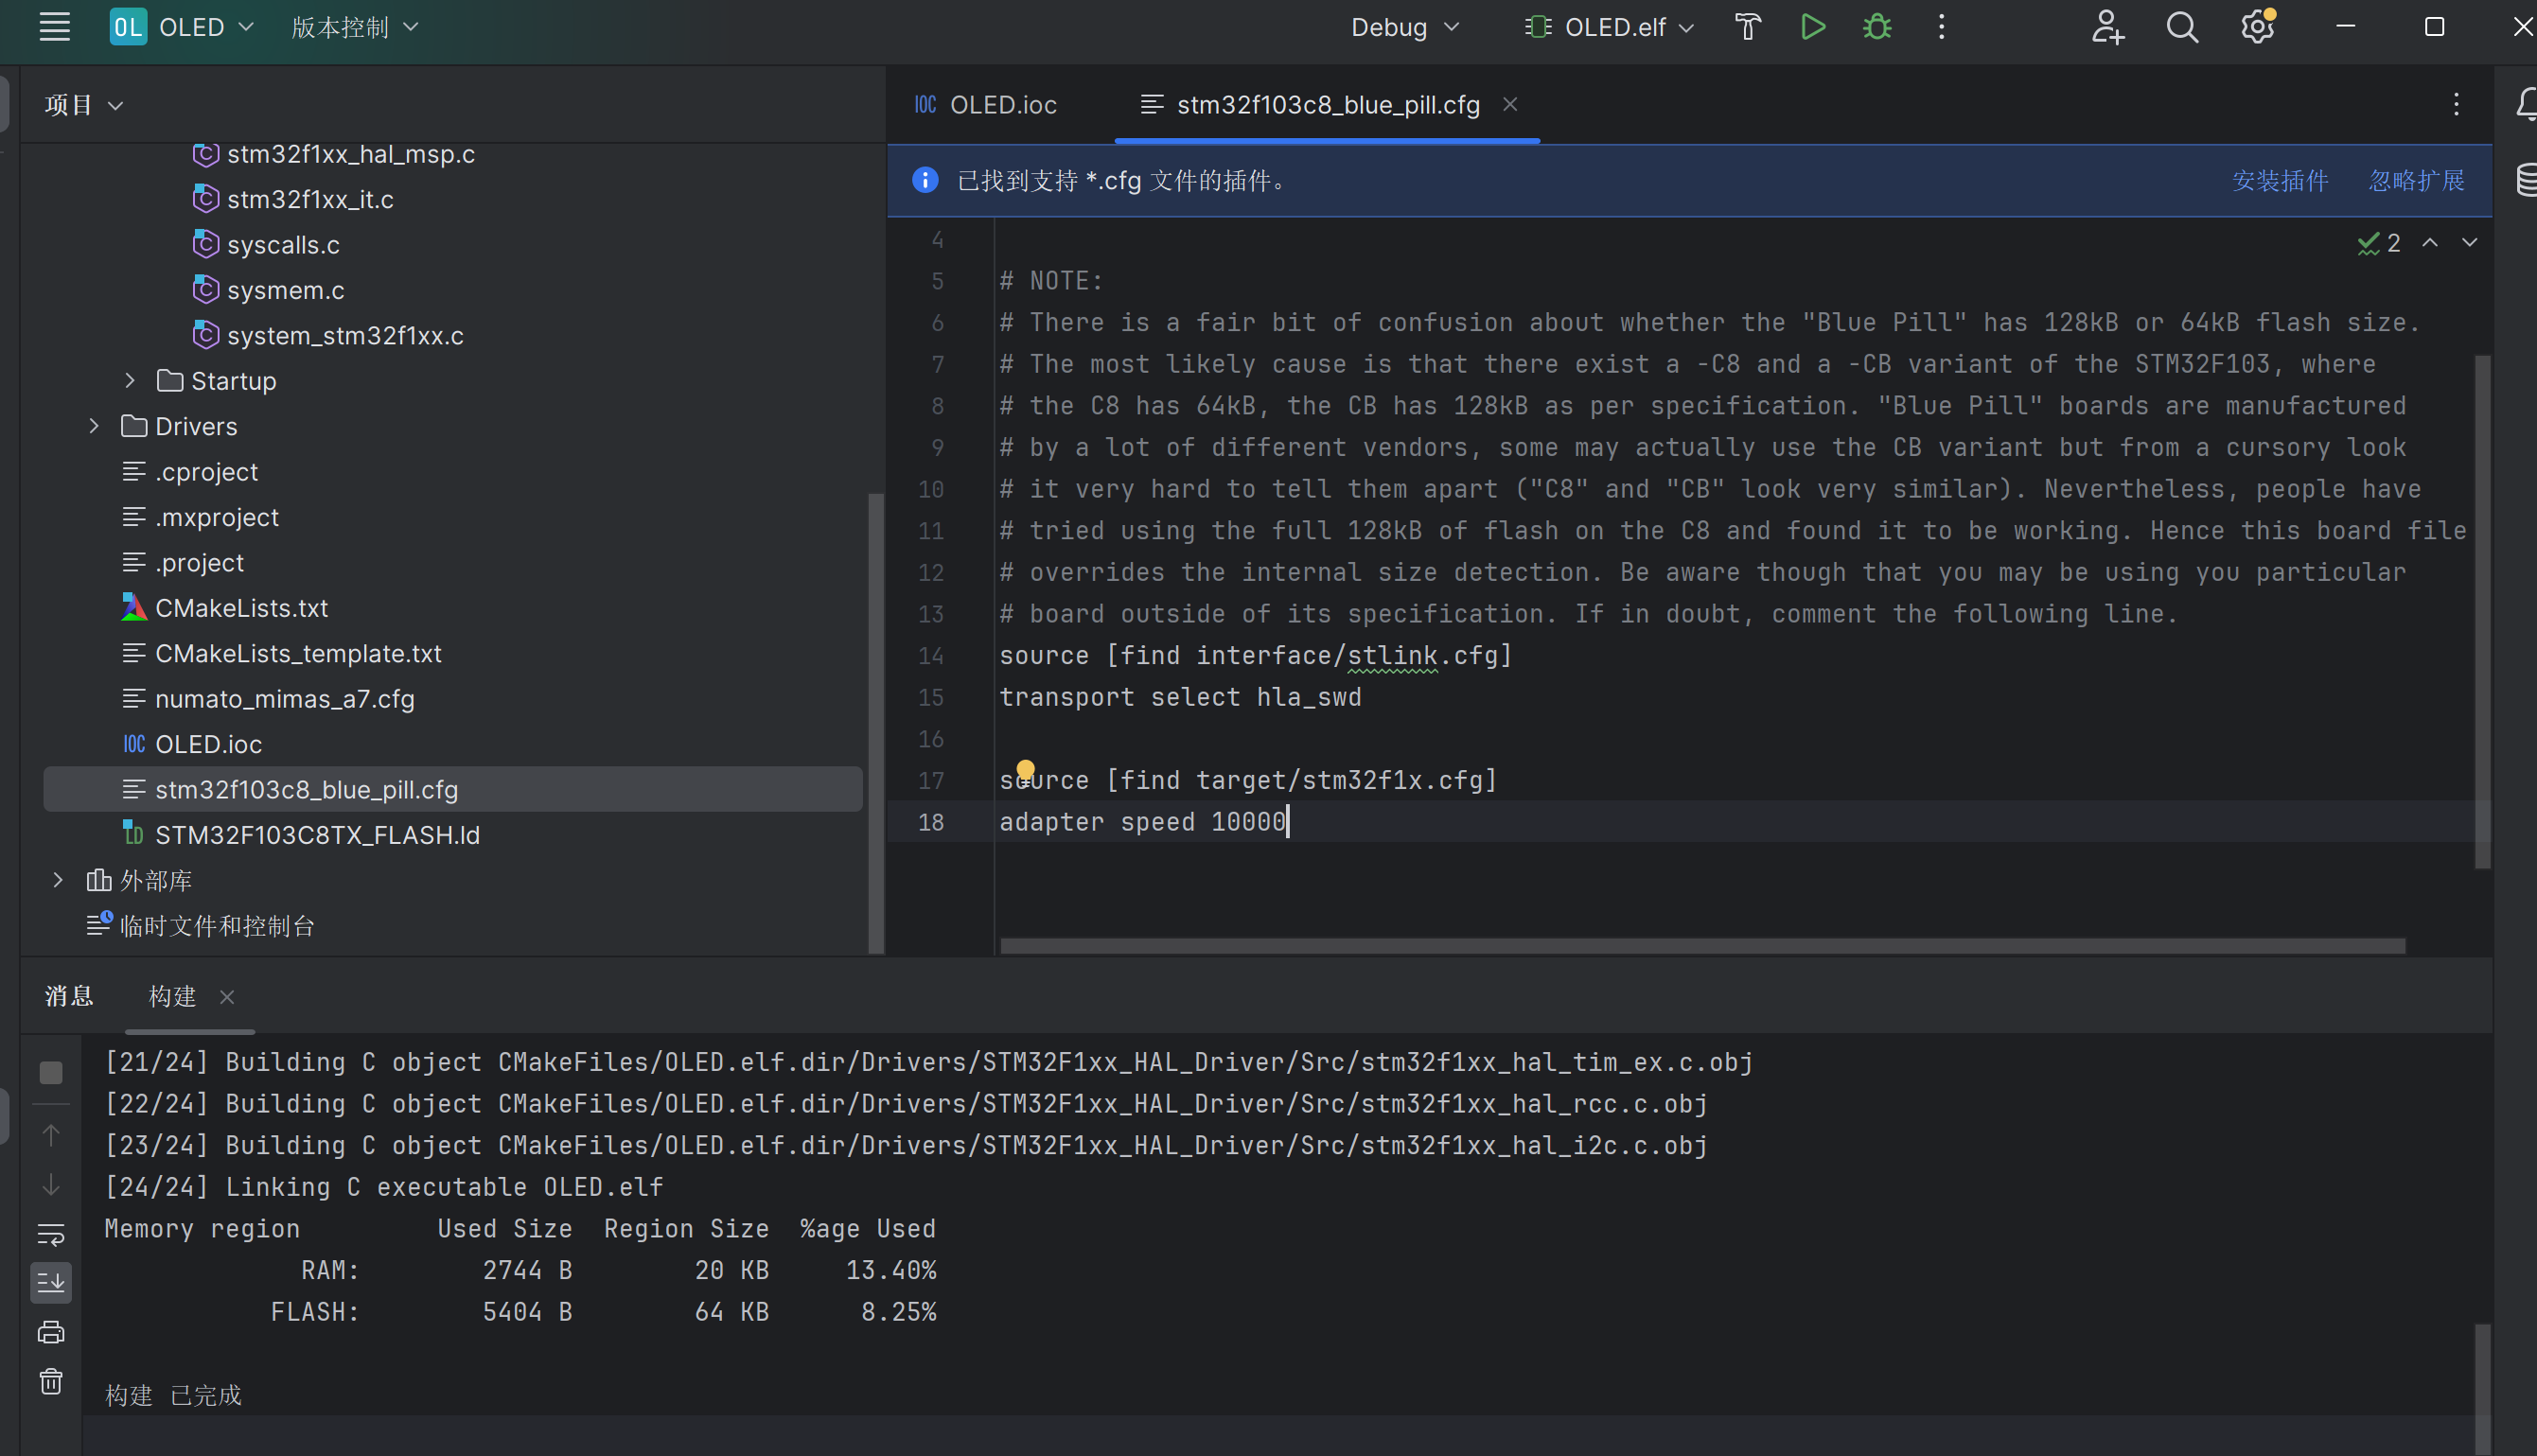 OL OLED 版本控制 Debug OLED.elf
项目
OLED.ioc stm32f103c8_blue_pill.cfg
已找到支持 *.cfg 文件的插件。 安装插件 忽略扩展
stm32f1xx_hal_msp.c
stm32f1xx_it.c
syscalls.c
sysmem.c
system_stm32f1xx.c
Startup
Drivers
.cproject
.mxproject
.project
CMakeLists.txt
CMakeLists_template.txt
numato_mimas_a7.cfg
IOC OLED.ioc
stm32f103c8_blue_pill.cfg
LD STM32F103C8TX_FLASH.ld
外部库
临时文件和控制台
2
4
5 # NOTE:
6 # There is a fair bit of confusion about whether the "Blue Pill" has 128kB or 64kB flash size.
7 # The most likely cause is that there exist a -C8 and a -CB variant of the STM32F103, where
8 # the C8 has 64kB, the CB has 128kB as per specification. "Blue Pill" boards are manufactured
9 # by a lot of different vendors, some may actually use the CB variant but from a cursory look
10 # it very hard to tell them apart ("C8" and "CB" look very similar). Nevertheless, people have
11 # tried using the full 128kB of flash on the C8 and found it to be working. Hence this board file
12 # overrides the internal size detection. Be aware though that you may be using you particular
13 # board outside of its specification. If in doubt, comment the following line.
14 source [find interface/stlink.cfg]
15 transport select hla_swd
16
17 source [find target/stm32f1x.cfg]
18 adapter speed 10000
消息 构建
[21/24] Building C object CMakeFiles/OLED.elf.dir/Drivers/STM32F1xx_HAL_Driver/Src/stm32f1xx_hal_tim_ex.c.obj
[22/24] Building C object CMakeFiles/OLED.elf.dir/Drivers/STM32F1xx_HAL_Driver/Src/stm32f1xx_hal_rcc.c.obj
[23/24] Building C object CMakeFiles/OLED.elf.dir/Drivers/STM32F1xx_HAL_Driver/Src/stm32f1xx_hal_i2c.c.obj
[24/24] Linking C executable OLED.elf
Memory region Used Size Region Size %age Used
RAM: 2744 B 20 KB 13.40%
FLASH: 5404 B 64 KB 8.25%
构建 已完成